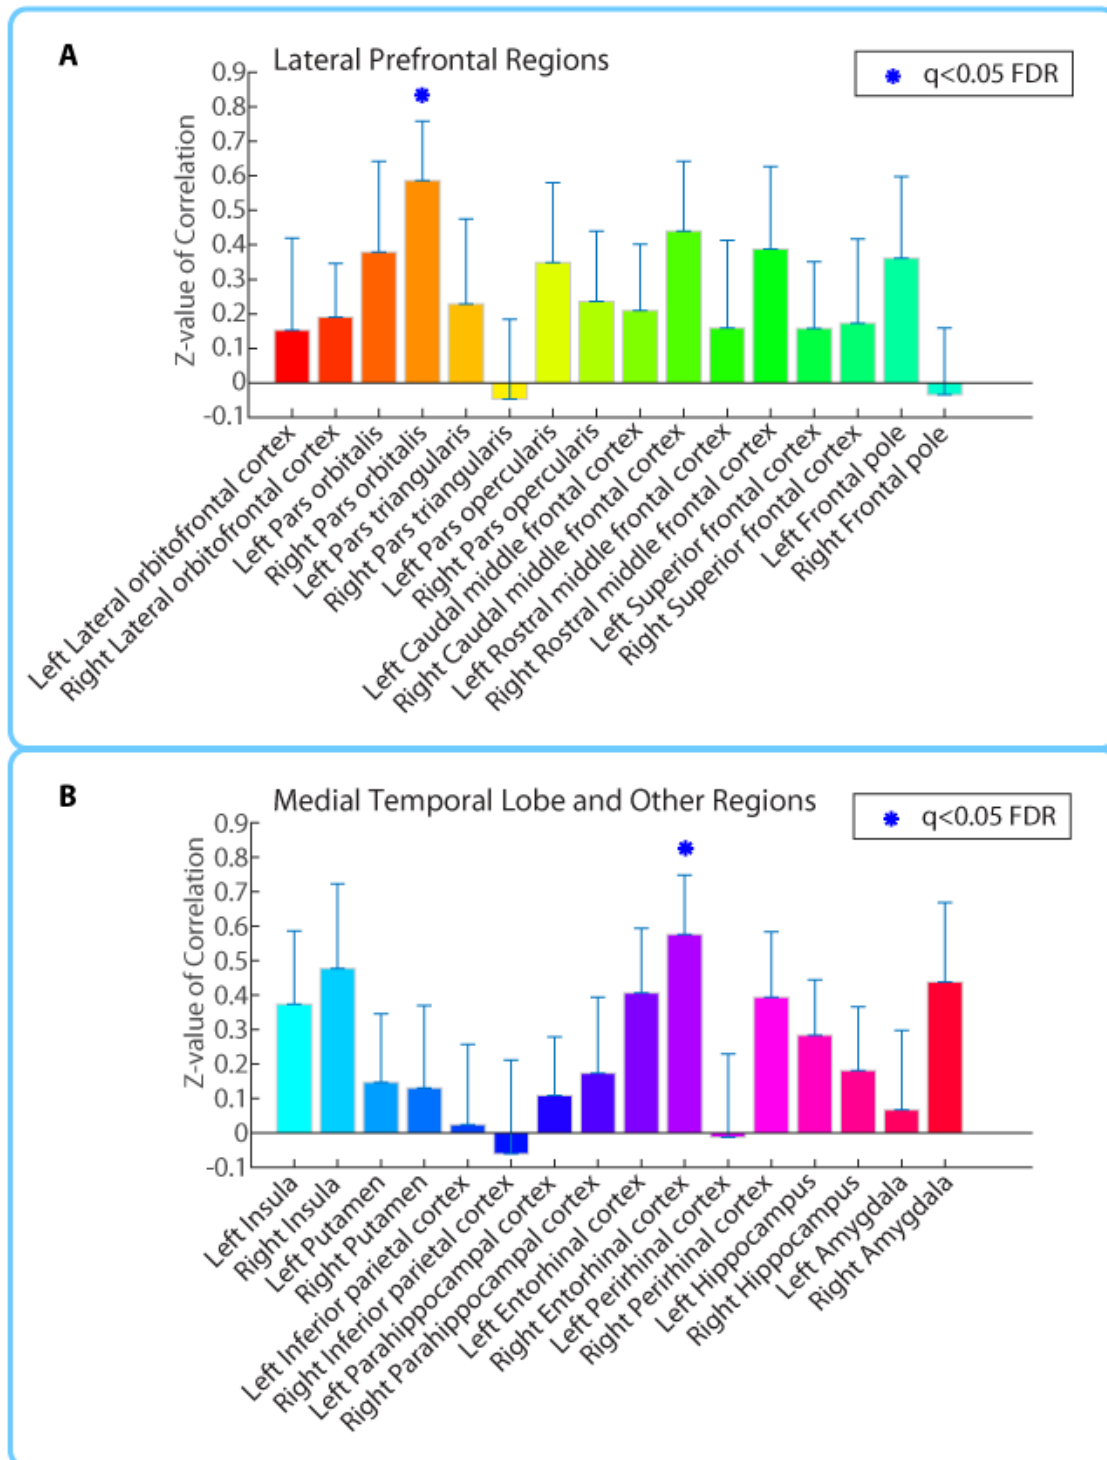 A
Lateral Prefrontal Regions
q<0.05 FDR
Z-value of Correlation
0.9
0.8
0.7
0.6
0.5
0.4
0.3
0.2
0.1
0
-0.1
Left Lateral orbitofrontal cortex
Right Lateral orbitofrontal cortex
Left Pars orbitalis
Right Pars orbitalis
Left Pars triangularis
Right Pars triangularis
Left Pars opercularis
Right Pars opercularis
Left Caudal middle frontal cortex
Right Caudal middle frontal cortex
Left Rostral middle frontal cortex
Right Rostral middle frontal cortex
Left Superior frontal cortex
Right Superior frontal cortex
Left Frontal pole
Right Frontal pole
B
Medial Temporal Lobe and Other Regions
q<0.05 FDR
Z-value of Correlation
0.9
0.8
0.7
0.6
0.5
0.4
0.3
0.2
0.1
0
-0.1
Left Insula
Right Insula
Left Putamen
Right Putamen
Left Inferior parietal cortex
Right Inferior parietal cortex
Left Parahippocampal cortex
Right Parahippocampal cortex
Left Entorhinal cortex
Right Entorhinal cortex
Left Perirhinal cortex
Right Perirhinal cortex
Left Hippocampus
Right Hippocampus
Left Amygdala
Right Amygdala